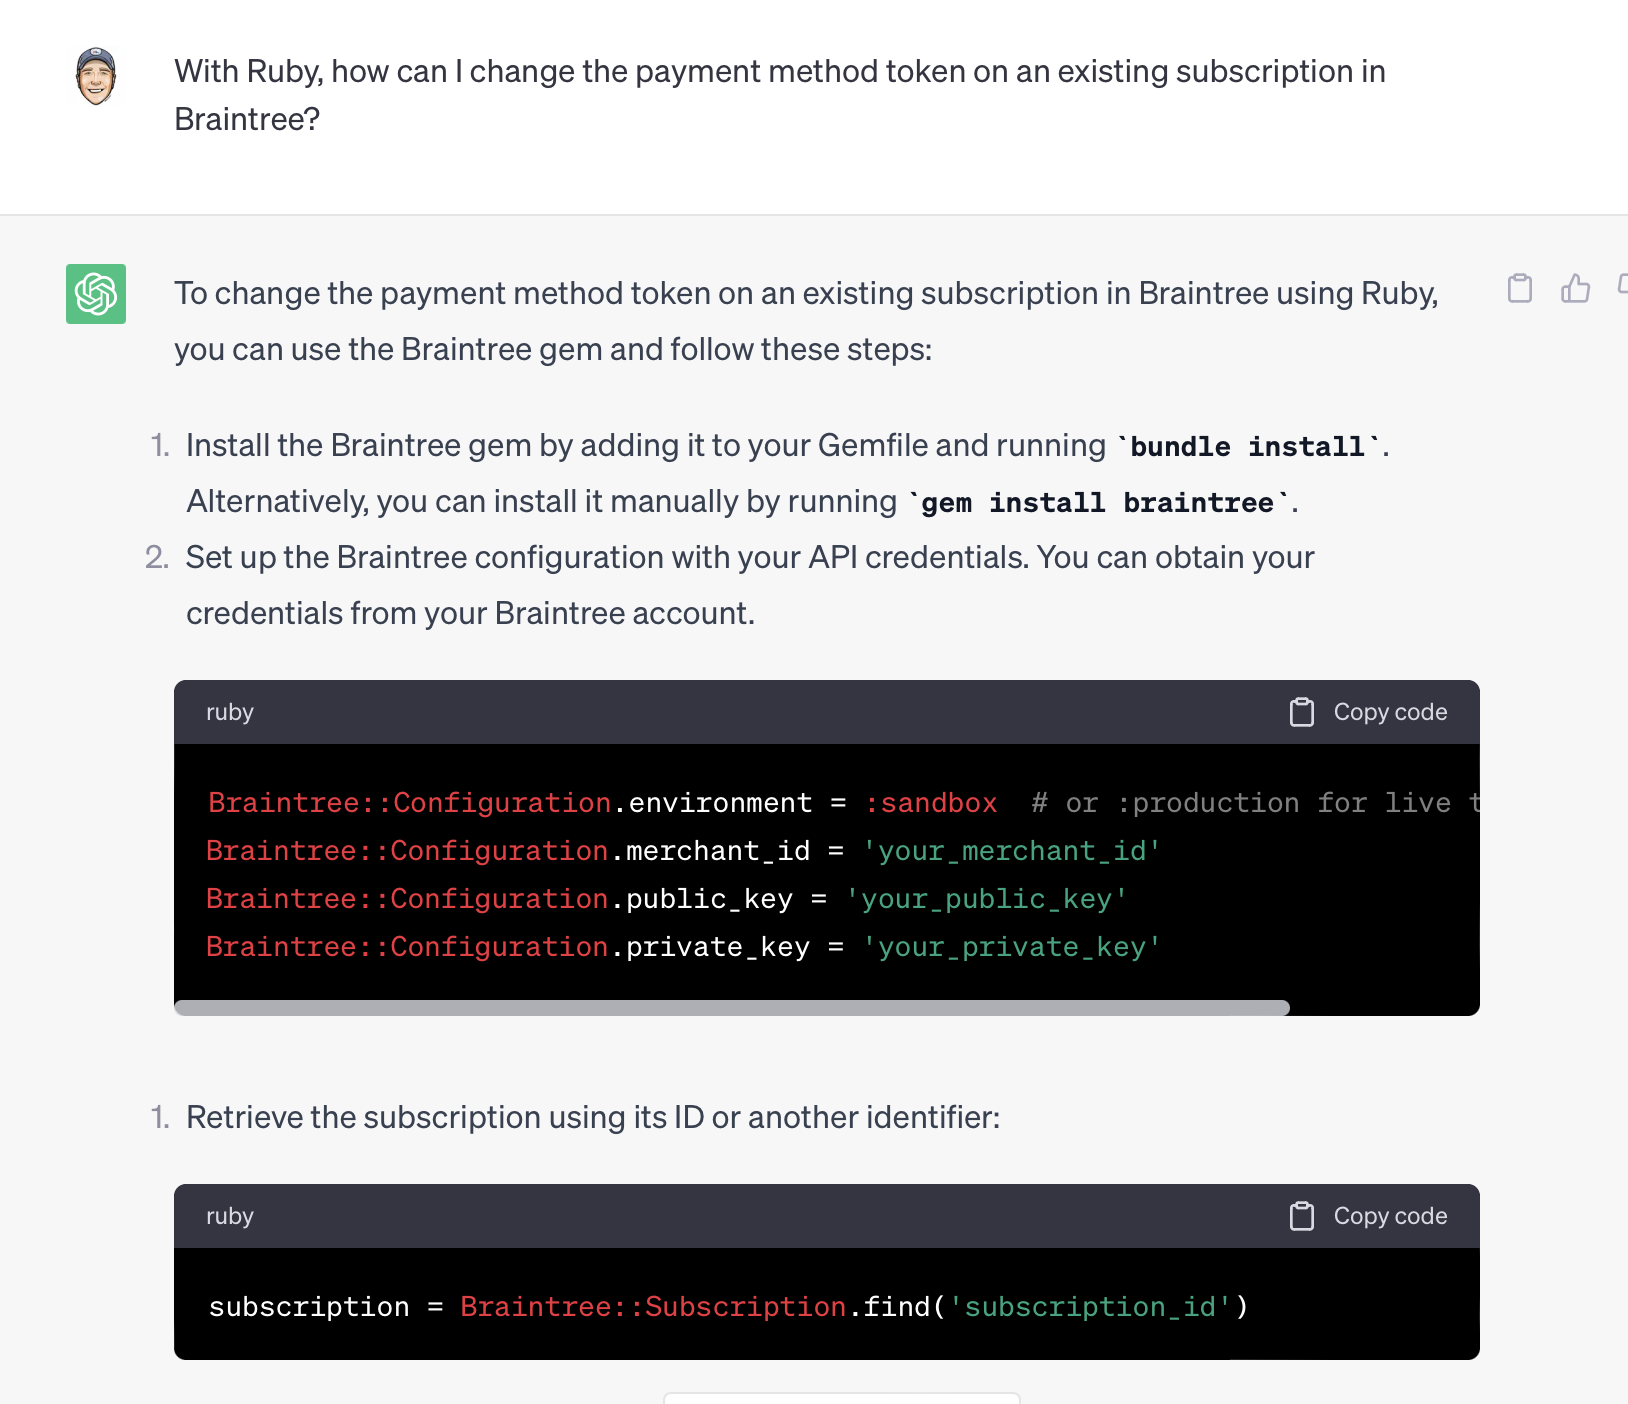 With Ruby, how can I change the payment method token on an existing subscription in
Braintree?
To change the payment method token on an existing subscription in Braintree using Ruby,
you can use the Braintree gem and follow these steps:
1. Install the Braintree gem by adding it to your Gemfile and running `bundle install`.
Alternatively, you can install it manually by running `gem install braintree`.
2. Set up the Braintree configuration with your API credentials. You can obtain your
credentials from your Braintree account.
ruby Copy code
Braintree::Configuration.environment = :sandbox  # or :production for live
Braintree::Configuration.merchant_id = 'your_merchant_id'
Braintree::Configuration.public_key = 'your_public_key'
Braintree::Configuration.private_key = 'your_private_key'
1. Retrieve the subscription using its ID or another identifier:
ruby Copy code
subscription = Braintree::Subscription.find('subscription_id')